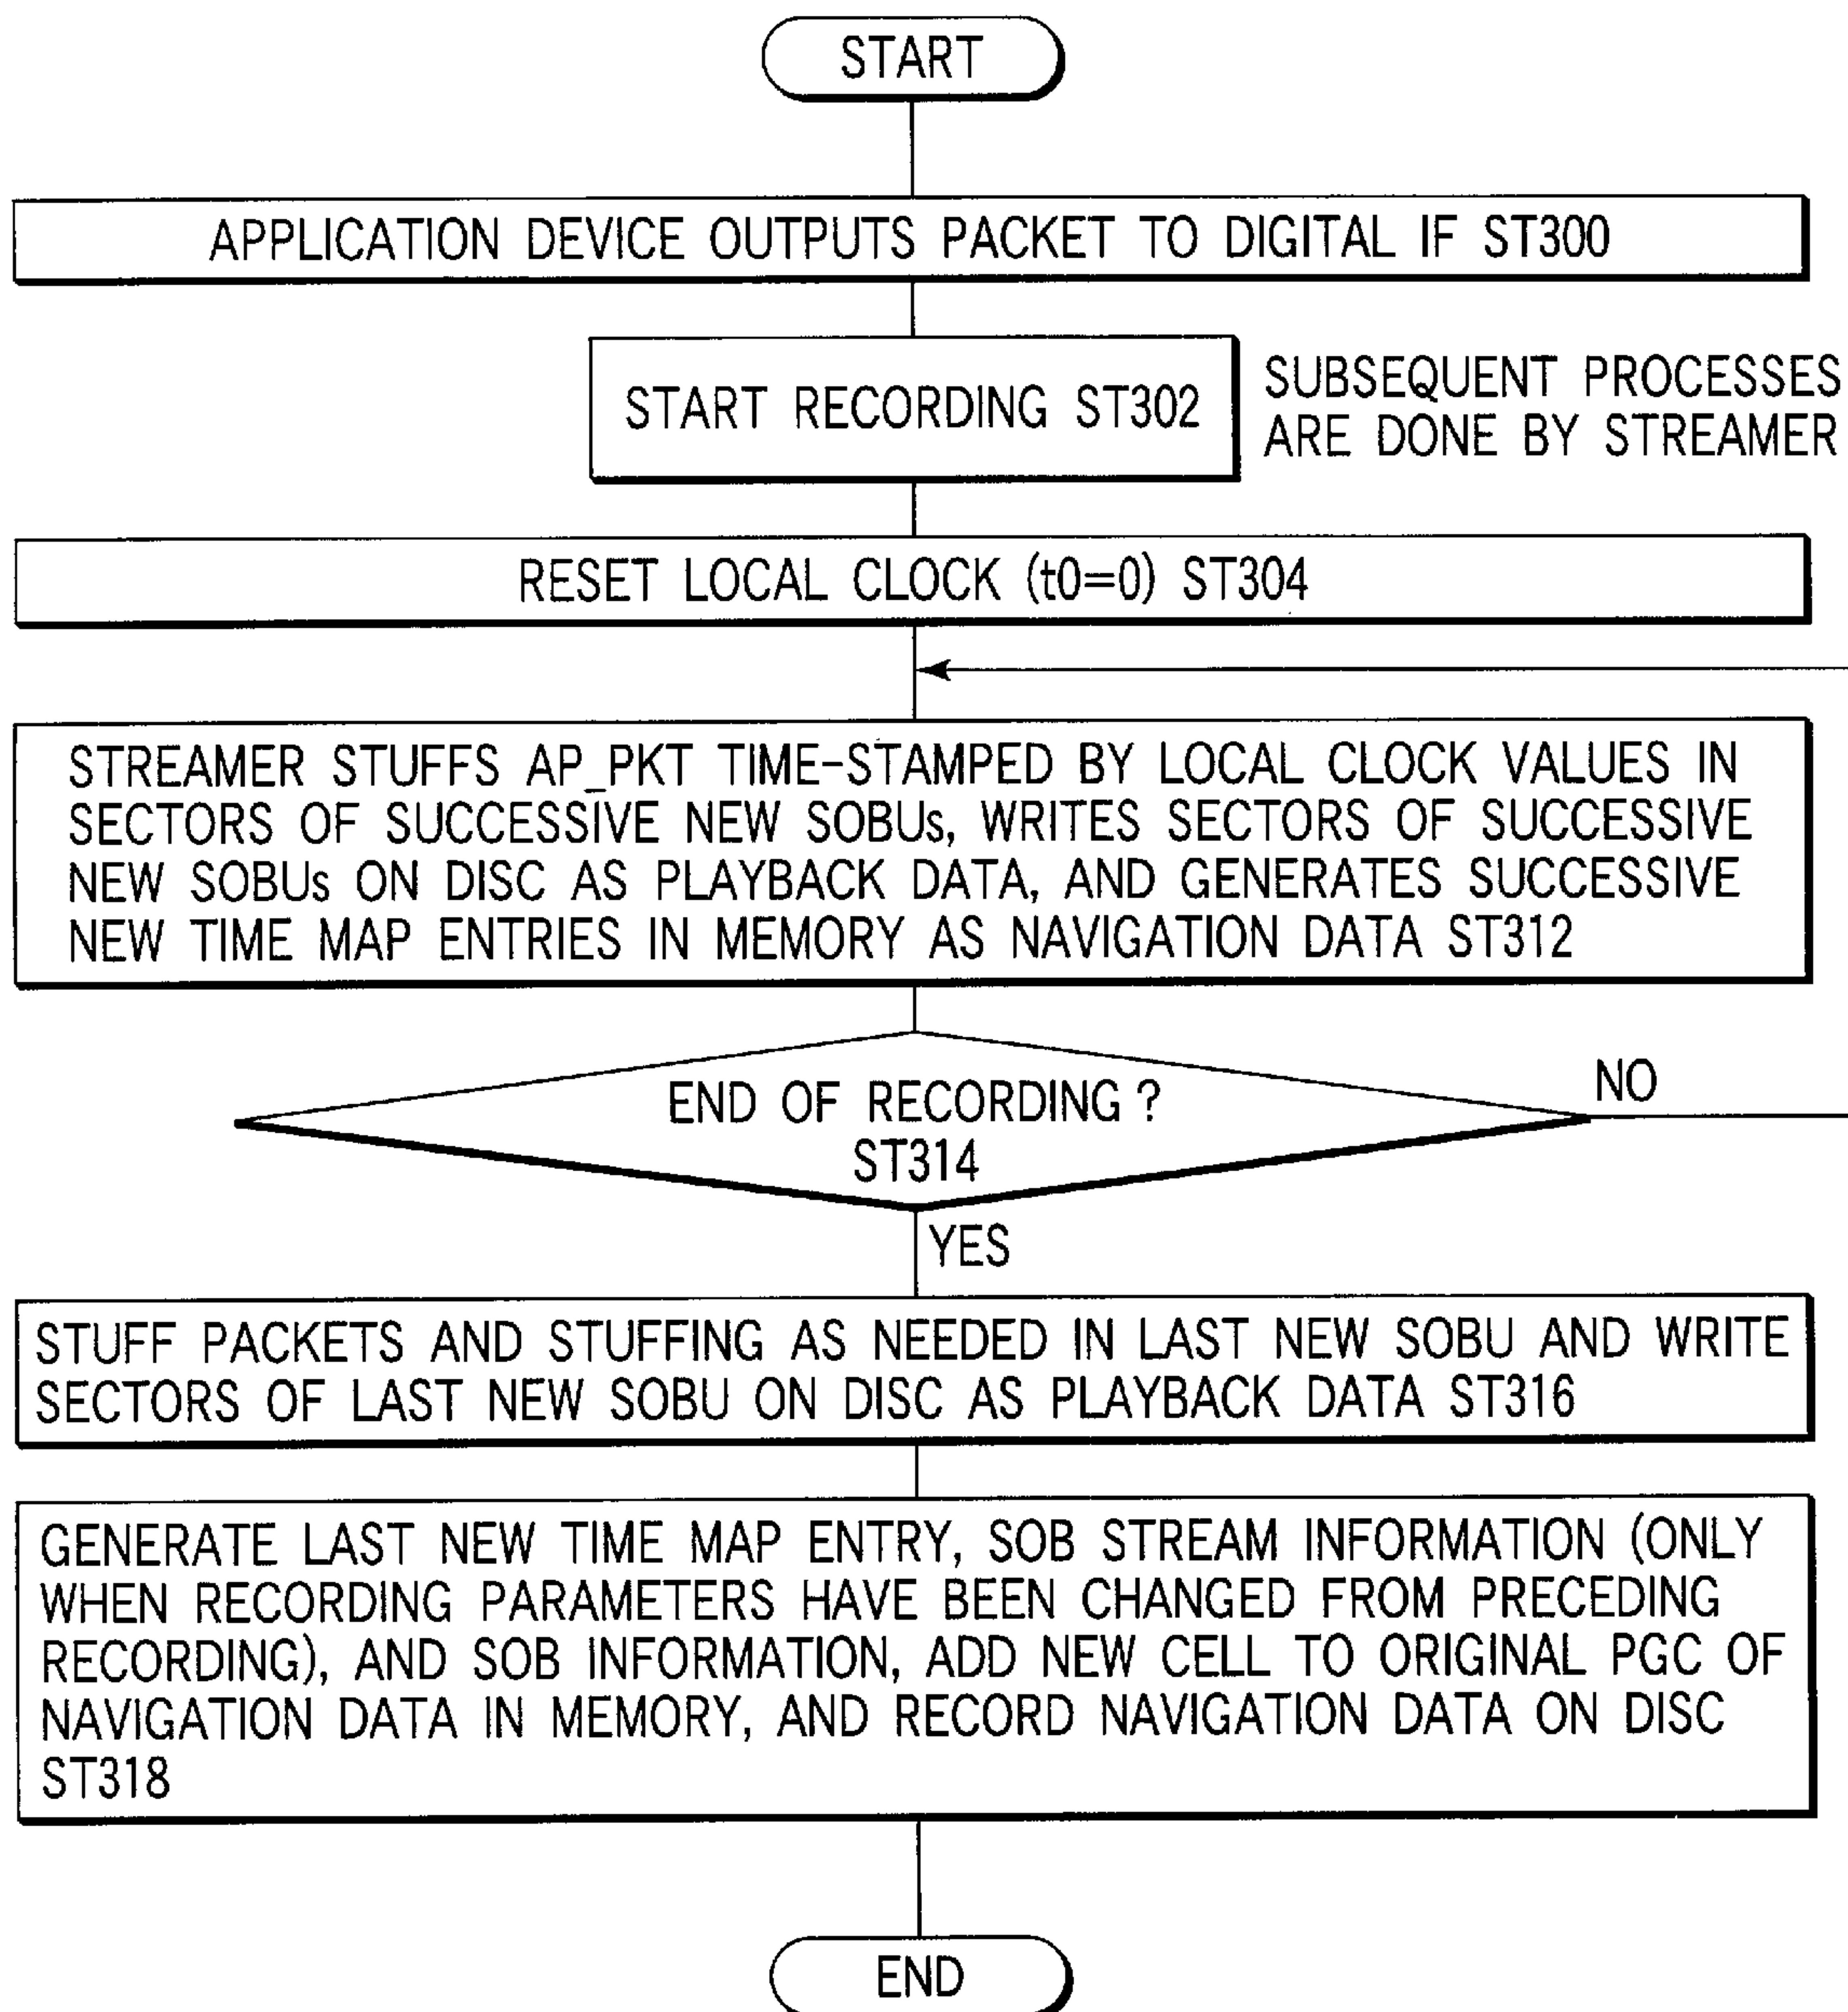 START
APPLICATION DEVICE OUTPUTS PACKET TO DIGITAL IF ST300
START RECORDING ST302
SUBSEQUENT PROCESSES
ARE DONE BY STREAMER
RESET LOCAL CLOCK (t0=0) ST304
STREAMER STUFFS AP_PKT TIME-STAMPED BY LOCAL CLOCK VALUES IN
SECTORS OF SUCCESSIVE NEW SOBUs, WRITES SECTORS OF SUCCESSIVE
NEW SOBUs ON DISC AS PLAYBACK DATA, AND GENERATES SUCCESSIVE
NEW TIME MAP ENTRIES IN MEMORY AS NAVIGATION DATA ST312
END OF RECORDING ?
ST314
NO
YES
STUFF PACKETS AND STUFFING AS NEEDED IN LAST NEW SOBU AND WRITE
SECTORS OF LAST NEW SOBU ON DISC AS PLAYBACK DATA ST316
GENERATE LAST NEW TIME MAP ENTRY, SOB STREAM INFORMATION (ONLY
WHEN RECORDING PARAMETERS HAVE BEEN CHANGED FROM PRECEDING
RECORDING), AND SOB INFORMATION, ADD NEW CELL TO ORIGINAL PGC OF
NAVIGATION DATA IN MEMORY, AND RECORD NAVIGATION DATA ON DISC
ST318
END